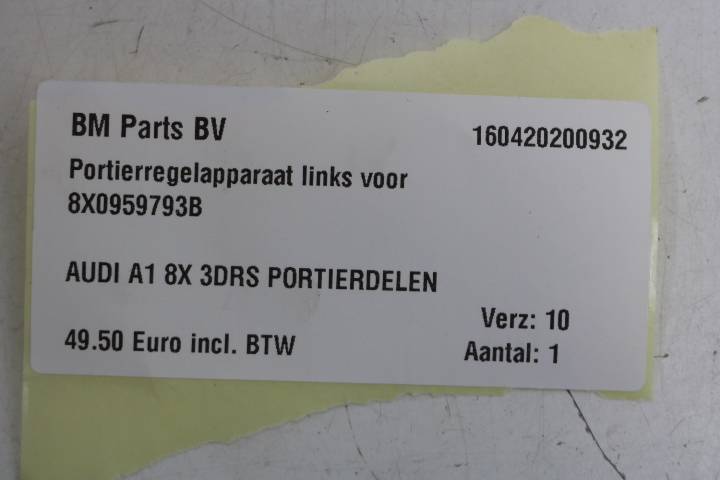 BM Parts BV
160420200932
Portierregelapparaat links voor
8X0959793B
AUDI A1 8X 3DRS PORTIERDELEN
Verz: 10
49.50 Euro incl. BTW
Aantal: 1